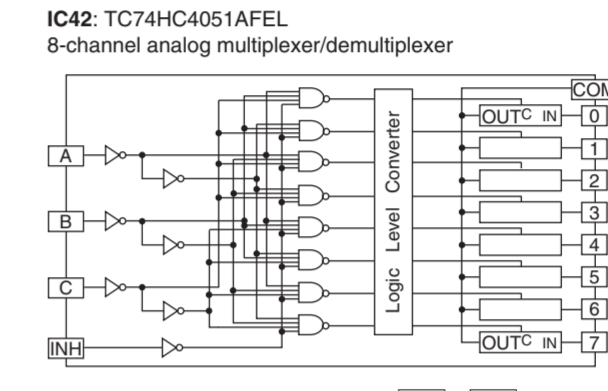 IC42: TC74HC4051AFEL
8-channel analog multiplexer/demultiplexer
COM
OUT C IN 0
1
A
2
B
3
4
C
5
6
INH
OUT C IN 7
Logic Level Converter